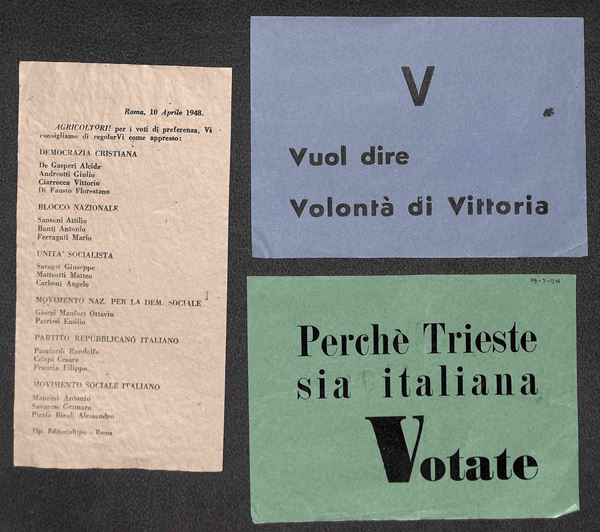 Roma, 10 Aprile 1948.
AGRICOLTORI! per i voti di preferenza, Vi
consigliamo di regolarVi come appresso:
DEMOCRAZIA CRISTIANA
De Gasperi Alcide
Andreotti Giulio
Ciarrocca Vittorio
Di Fausto Florestano
BLOCCO NAZIONALE
Sansoni Attilio
Banti Antonio
Ferraguti Mario
UNITA' SOCIALISTA
Saragat Giuseppe
Matteotti Matteo
Carboni Angelo
MOVIMENTO NAZ. PER LA DEM. SOCIALE
Giorgi Monfort Ottavio
Patrissi Emilio
PARTITO REPUBBLICANO ITALIANO
Pacciardi Randolfo
Crispi Cesare
Francia Filippo
MOVIMENTO SOCIALE ITALIANO
Mancini Antonio
Savarese Gennaro
Pirzio Biroli Alessandro
Tip. Editorialtipo - Roma
V
Vuol dire
Volontà di Vittoria
Perchè Trieste
sia italiana
Votate